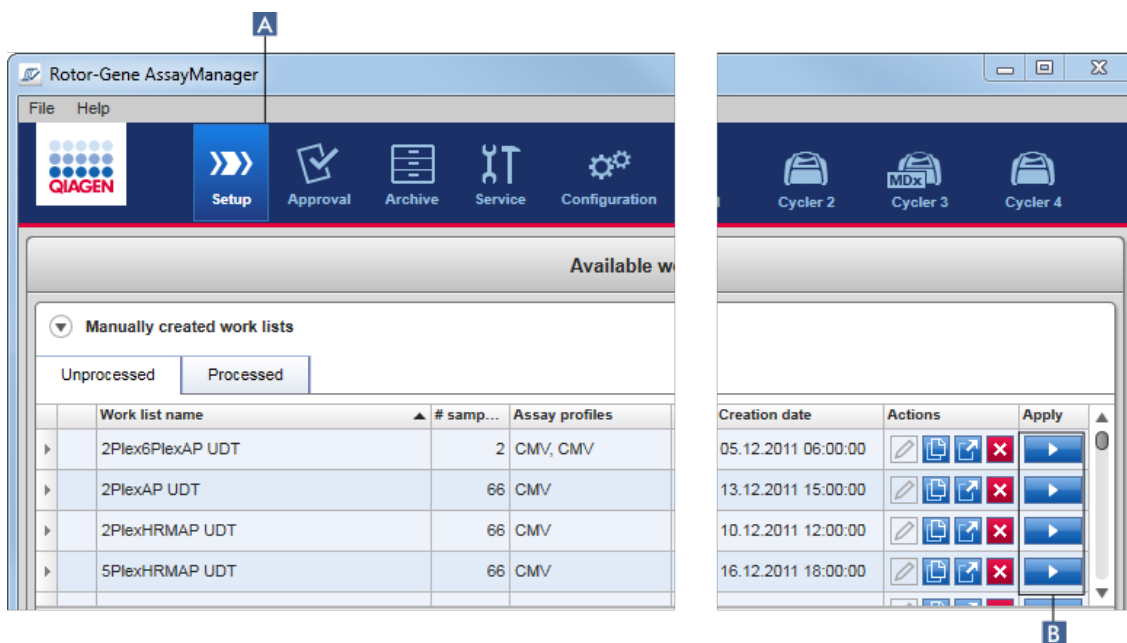 A
Rotor-Gene AssayManager
File Help
QIAGEN
Setup Approval Archive Service Configuration
MDx
Cycler 2 Cycler 3 Cycler 4
Manually created work lists
Unprocessed Processed
Work list name # samp... Assay profiles Creation date Actions Apply
2Plex6PlexAP UDT 2 CMV, CMV 05.12.2011 06:00:00
2PlexAP UDT 66 CMV 13.12.2011 15:00:00
2PlexHRMAP UDT 66 CMV 10.12.2011 12:00:00
5PlexHRMAP UDT 66 CMV 16.12.2011 18:00:00
B